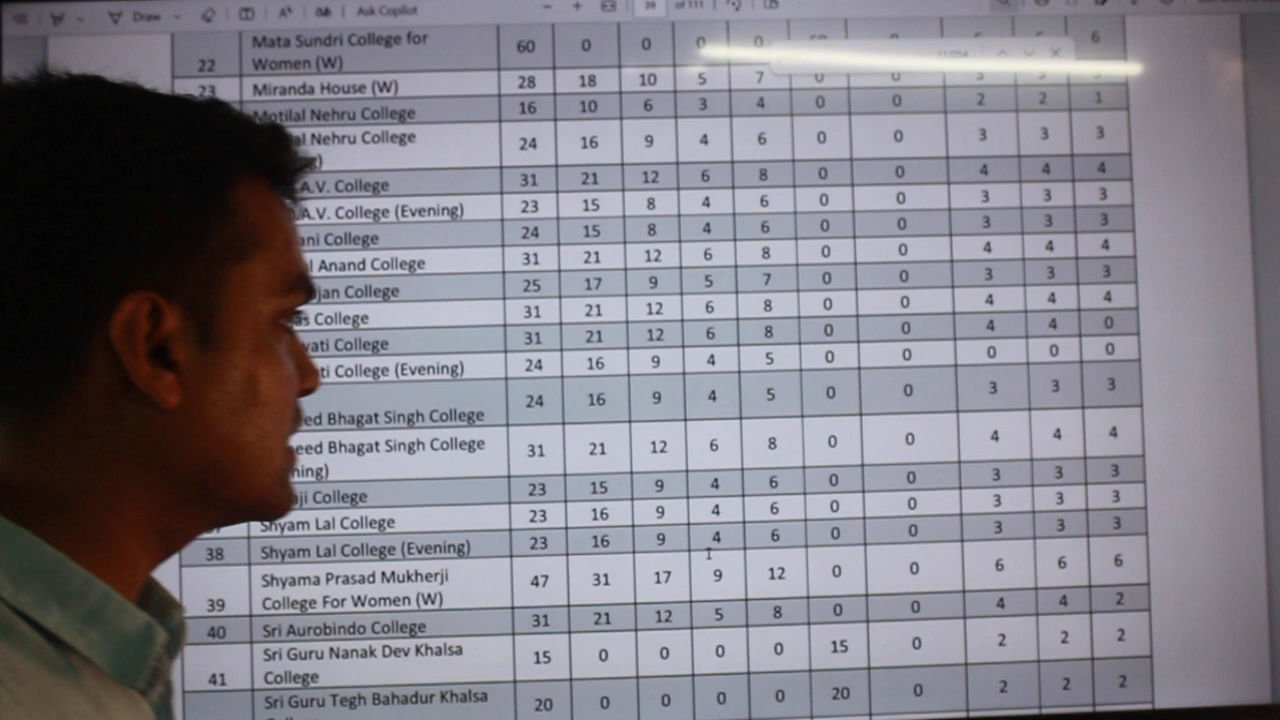 Draw Ask Copilot 39 of 111
Mata Sundri College for
22 Women (W) 60 0 0 0 0 0 6
23 Miranda House (W) 28 18 10 5 7 0 0 3 3 3
Motilal Nehru College 16 10 6 3 4 0 0 2 2 1
al Nehru College 24 16 9 4 6 0 0 3 3 3
A.V. College 31 21 12 6 8 0 0 4 4 4
A.V. College (Evening) 23 15 8 4 6 0 0 3 3 3
ani College 24 15 8 4 6 0 0 3 3 3
l Anand College 31 21 12 6 8 0 0 4 4 4
jan College 25 17 9 5 7 0 0 3 3 3
as College 31 21 12 6 8 0 0 4 4 4
vati College 31 21 12 6 8 0 0 4 4 0
ti College (Evening) 24 16 9 4 5 0 0 0 0 0
eed Bhagat Singh College 24 16 9 4 5 0 0 3 3 3
eed Bhagat Singh College
ning) 31 21 12 6 8 0 0 4 4 4
ji College 23 15 9 4 6 0 0 3 3 3
Shyam Lal College 23 16 9 4 6 0 0 3 3 3
38 Shyam Lal College (Evening) 23 16 9 4 6 0 0 3 3 3
Shyama Prasad Mukherji
39 College For Women (W) 47 31 17 9 12 0 0 6 6 6
40 Sri Aurobindo College 31 21 12 5 8 0 0 4 4 2
Sri Guru Nanak Dev Khalsa
41 College 15 0 0 0 0 15 0 2 2 2
Sri Guru Tegh Bahadur Khalsa 20 0 0 0 0 20 0 2 2 2